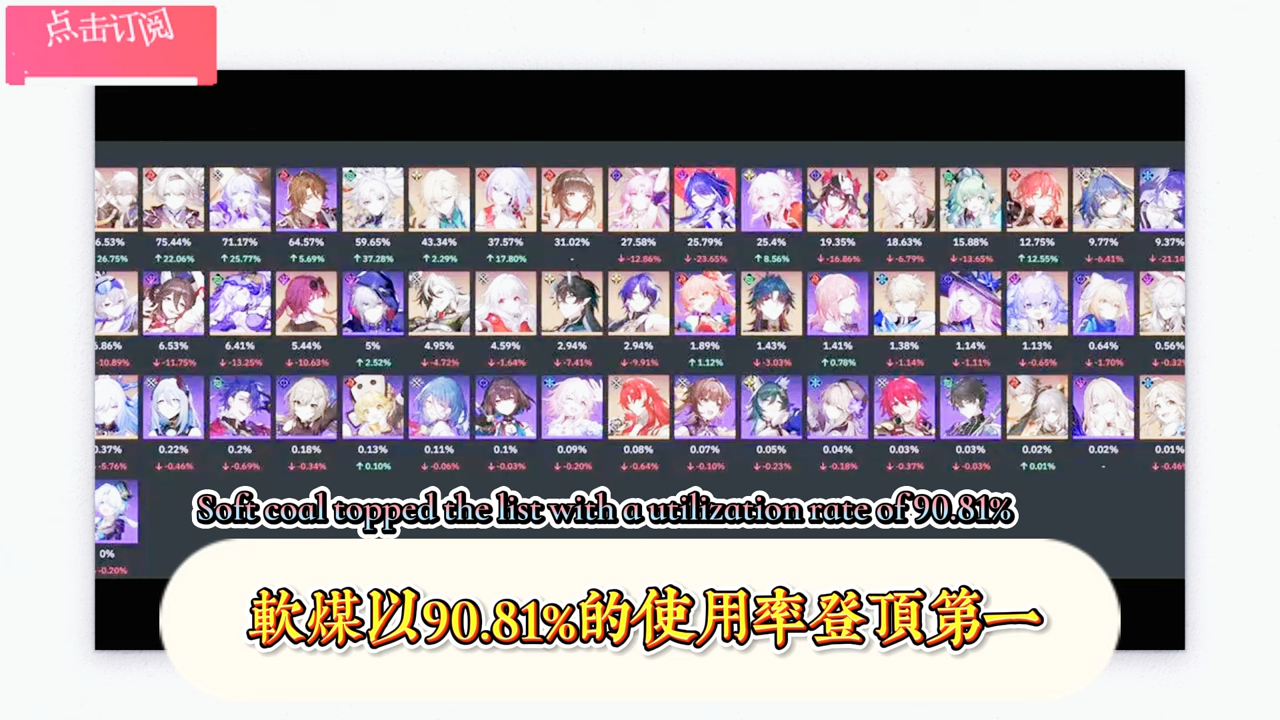 点击订阅
6.53% 75.44% 71.17% 64.57% 59.65% 43.34% 37.57% 31.02% 27.58% 25.79% 25.4% 19.35% 18.63% 15.88% 12.75% 9.77% 9.37%
26.75% ↑22.06% ↑25.77% ↑5.69% ↑37.28% ↑2.29% ↑17.80% - ↓-12.86% ↓-23.65% ↑8.56% ↓-16.86% ↓-6.79% ↓-13.65% ↑12.55% ↓-6.41% ↓-21.14
.86% 6.53% 6.41% 5.44% 5% 4.95% 4.59% 2.94% 2.94% 1.89% 1.43% 1.41% 1.38% 1.14% 1.13% 0.64% 0.56%
-10.89% ↓-11.75% ↓-13.25% ↓-10.63% ↑2.52% ↓-4.72% ↓-1.64% ↓-7.41% ↓-9.91% ↑1.12% ↓-3.03% ↑0.78% ↓-1.14% ↓-1.11% ↓-0.65% ↓-1.70% ↓-0.32
0.37% 0.22% 0.2% 0.18% 0.13% 0.11% 0.1% 0.09% 0.08% 0.07% 0.05% 0.04% 0.03% 0.03% 0.02% 0.02% 0.01%
-5.76% ↓-0.46% ↓-0.69% ↓-0.34% ↑0.10% ↓-0.06% ↓-0.03% ↓-0.20% ↓-0.64% ↓-0.10% ↓-0.23% ↓-0.18% ↓-0.37% ↓-0.03% ↑0.01% - ↓-0.46
0%
-0.20%
Soft coal topped the list with a utilization rate of 90.81%
軟煤以90.81%的使用率登頂第一